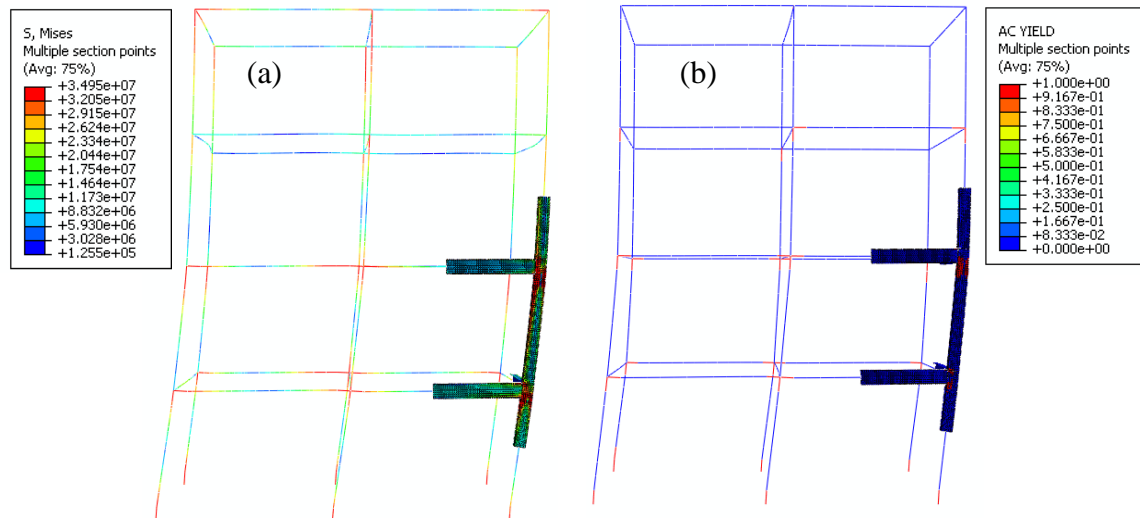 S, Mises
Multiple section points
(Avg: 75%)
+3.495e+07
+3.205e+07
+2.915e+07
+2.624e+07
+2.334e+07
+2.044e+07
+1.754e+07
+1.464e+07
+1.173e+07
+8.832e+06
+5.930e+06
+3.028e+06
+1.255e+05
(a)
(b)
AC YIELD
Multiple section points
(Avg: 75%)
+1.000e+00
+9.167e-01
+8.333e-01
+7.500e-01
+6.667e-01
+5.833e-01
+5.000e-01
+4.167e-01
+3.333e-01
+2.500e-01
+1.667e-01
+8.333e-02
+0.000e+00